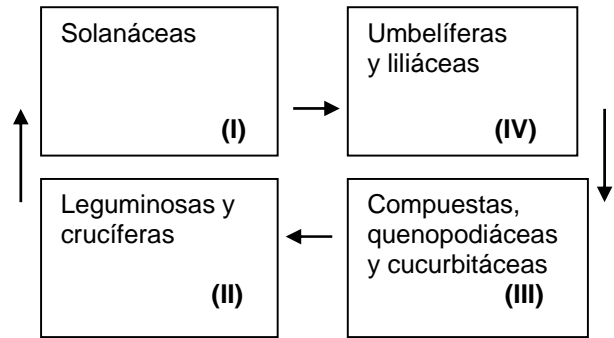 Solanáceas
(I)
Umbelíferas
y liliáceas
(IV)
Leguminosas y
crucíferas
(II)
Compuestas,
quenopodiáceas
y cucurbitáceas
(III)